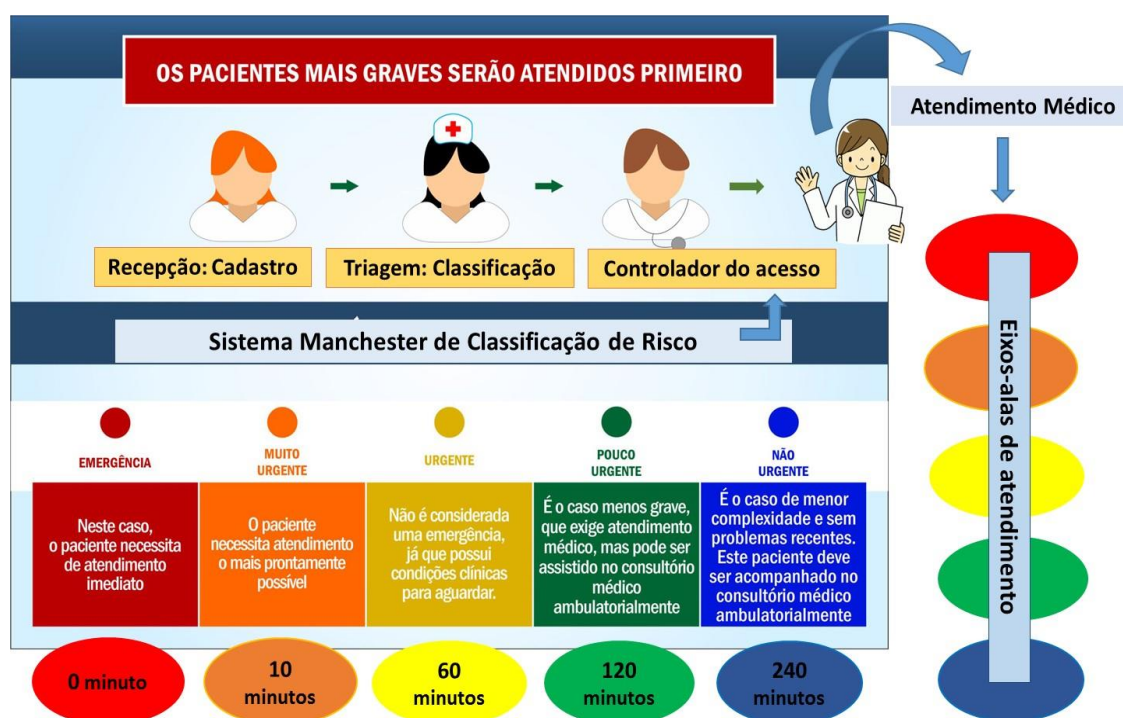 OS PACIENTES MAIS GRAVES SERÃO ATENDIDOS PRIMEIRO
Atendimento Médico
Recepção: Cadastro
Triagem: Classificação
Controlador do acesso
Sistema Manchester de Classificação de Risco
EMERGÊNCIA
MUITO
URGENTE
URGENTE
POUCO
URGENTE
NÃO
URGENTE
Neste caso,
o paciente necessita
de atendimento
imediato
O paciente
necessita atendimento
o mais prontamente
possível
Não é considerada
uma emergência,
já que possui
condições clínicas
para aguardar.
É o caso menos grave,
que exige atendimento
médico, mas pode ser
assistido no consultório
médico
ambulatorialmente
É o caso de menor
complexidade e sem
problemas recentes.
Este paciente deve
ser acompanhado no
consultório médico
ambulatorialmente
0 minuto
10
minutos
60
minutos
120
minutos
240
minutos
Eixos-alas de atendimento